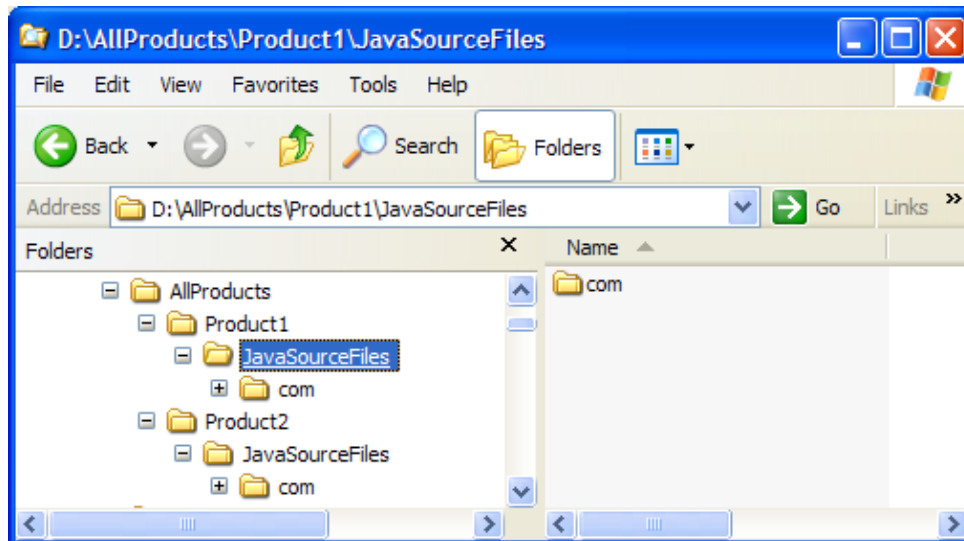 D:\AllProducts\Product1\JavaSourceFiles
File Edit View Favorites Tools Help
Back Search Folders
Address D:\AllProducts\Product1\JavaSourceFiles Go Links »
Folders Name
AllProducts com
Product1
JavaSourceFiles
com
Product2
JavaSourceFiles
com